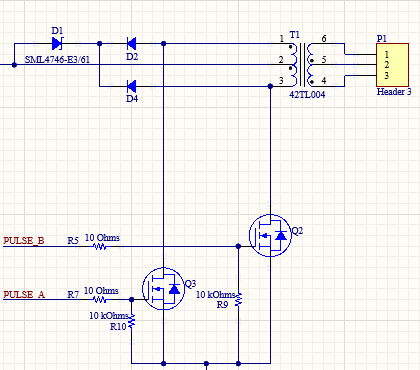 D1
T1
P1
1
6
D2
1
SML4746-E3/61
2
5
2
D4
3
4
3
42TL004
Header 3
Q2
PULSE_B
R5
10 Ohms
Q3
PULSE_A
R7
10 Ohms
10 kOhms
R9
10 kOhms
R10